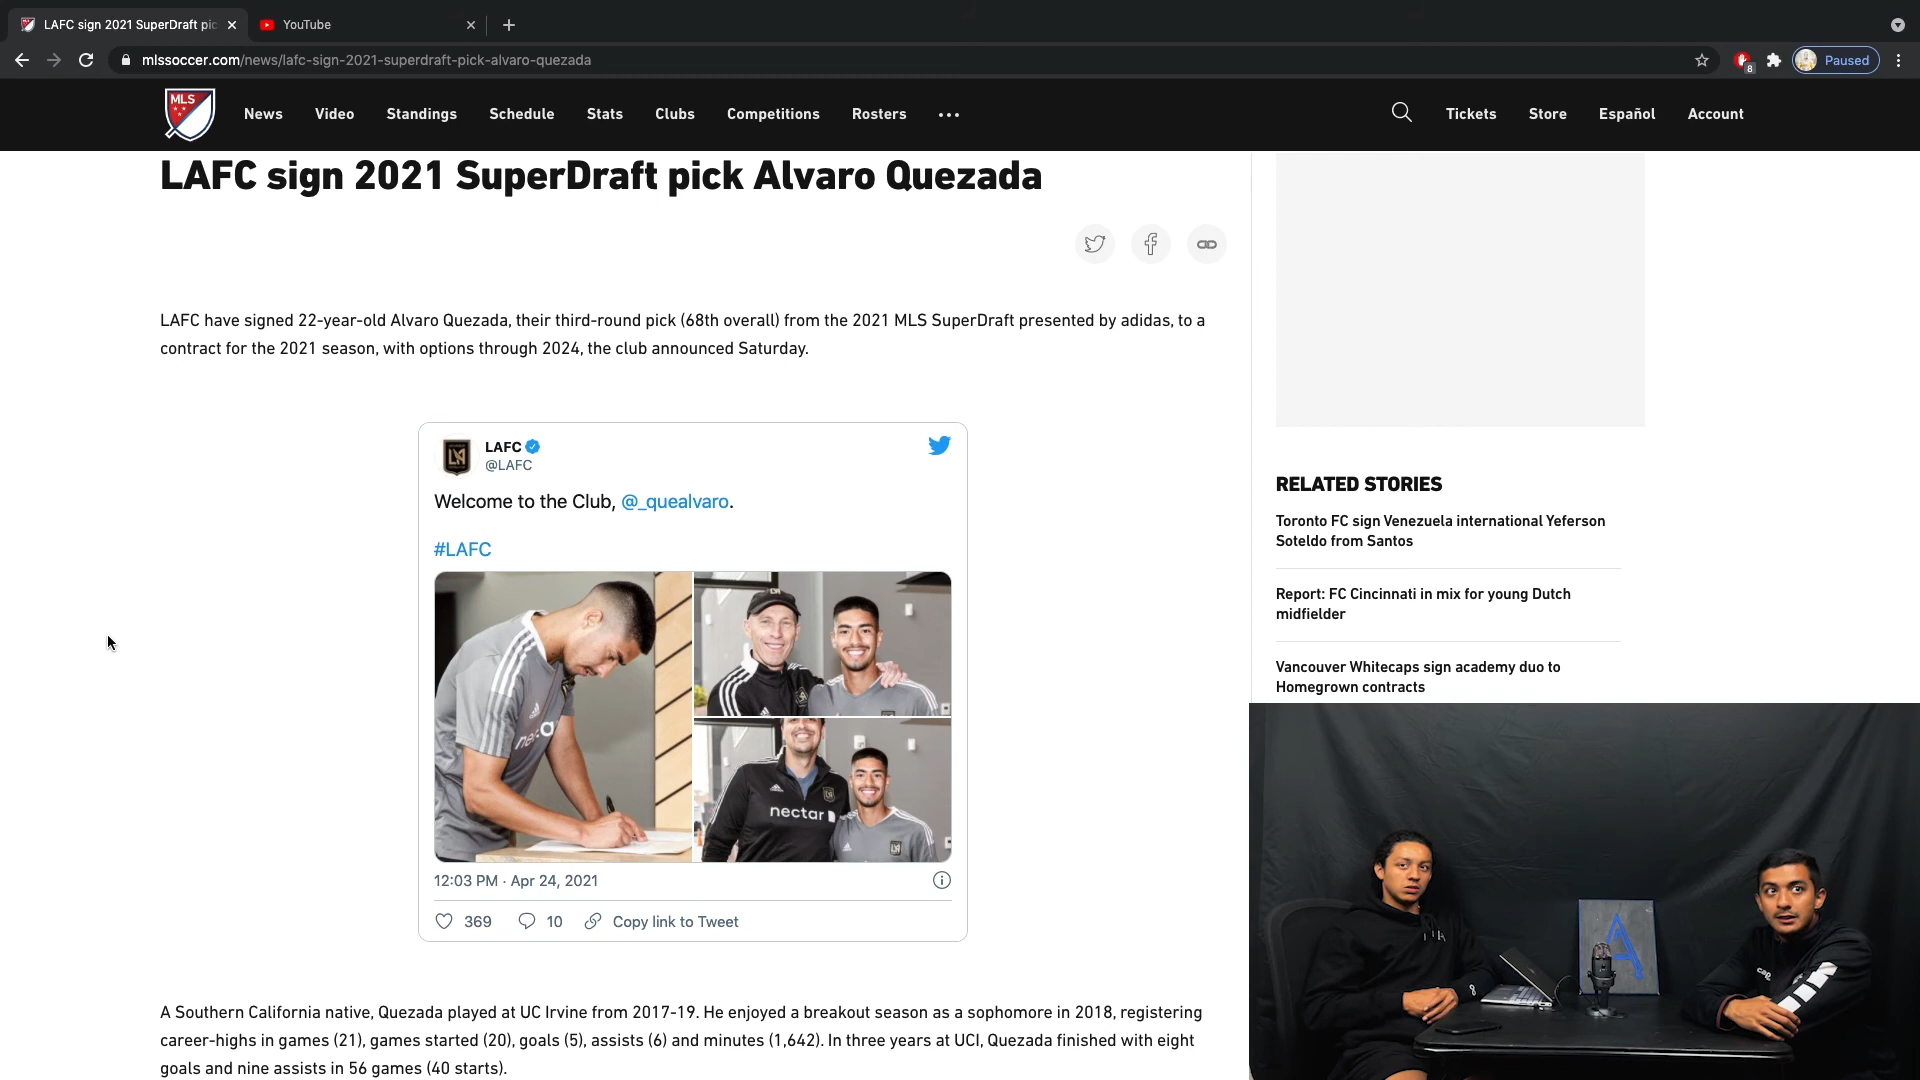 LAFC sign 2021 SuperDraft pic
YouTube
mlssoccer.com/news/lafc-sign-2021-superdraft-pick-alvaro-quezada
8
Paused
MLS
News
Video
Standings
Schedule
Stats
Clubs
Competitions
Rosters
Tickets
Store
Español
Account
LAFC sign 2021 SuperDraft pick Alvaro Quezada
LAFC have signed 22-year-old Alvaro Quezada, their third-round pick (68th overall) from the 2021 MLS SuperDraft presented by adidas, to a
contract for the 2021 season, with options through 2024, the club announced Saturday.
LAFC
@LAFC
Welcome to the Club, @_quealvaro.
#LAFC
nectar
12:03 PM · Apr 24, 2021
369
10
Copy link to Tweet
A Southern California native, Quezada played at UC Irvine from 2017-19. He enjoyed a breakout season as a sophomore in 2018, registering
career-highs in games (21), games started (20), goals (5), assists (6) and minutes (1,642). In three years at UCI, Quezada finished with eight
goals and nine assists in 56 games (40 starts).
RELATED STORIES
Toronto FC sign Venezuela international Yeferson
Soteldo from Santos
Report: FC Cincinnati in mix for young Dutch
midfielder
Vancouver Whitecaps sign academy duo to
Homegrown contracts
A